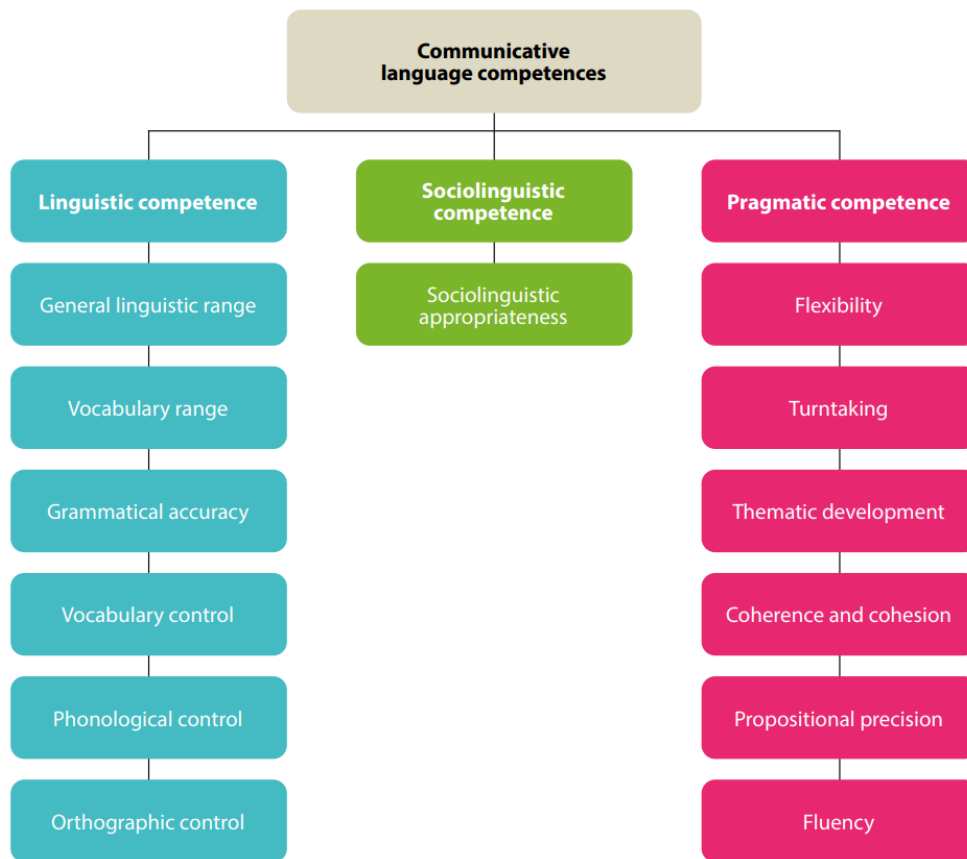 Communicative
language competences
Linguistic competence
General linguistic range
Vocabulary range
Grammatical accuracy
Vocabulary control
Phonological control
Orthographic control
Sociolinguistic
competence
Sociolinguistic
appropriateness
Pragmatic competence
Flexibility
Turntaking
Thematic development
Coherence and cohesion
Propositional precision
Fluency